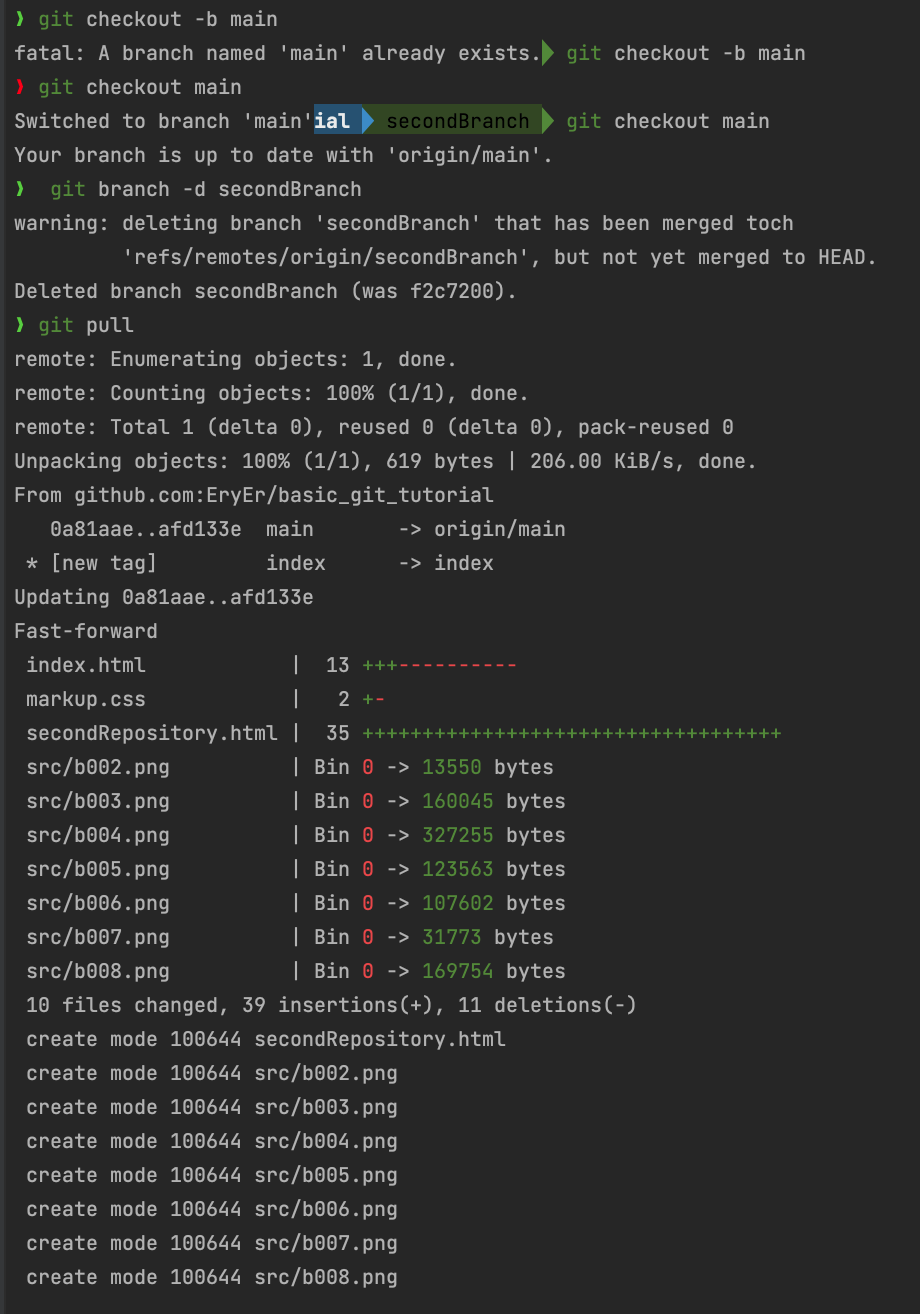 ❯ git checkout -b main
fatal: A branch named 'main' already exists. git checkout -b main
❯ git checkout main
Switched to branch 'main'ial secondBranch git checkout main
Your branch is up to date with 'origin/main'.
❯  git branch -d secondBranch
warning: deleting branch 'secondBranch' that has been merged toch
         'refs/remotes/origin/secondBranch', but not yet merged to HEAD.
Deleted branch secondBranch (was f2c7200).
❯ git pull
remote: Enumerating objects: 1, done.
remote: Counting objects: 100% (1/1), done.
remote: Total 1 (delta 0), reused 0 (delta 0), pack-reused 0
Unpacking objects: 100% (1/1), 619 bytes | 206.00 KiB/s, done.
From github.com:EryEr/basic_git_tutorial
   0a81aae..afd133e  main       -> origin/main
 * [new tag]         index      -> index
Updating 0a81aae..afd133e
Fast-forward
 index.html            |  13 +++----------
 markup.css            |   2 +-
 secondRepository.html |  35 +++++++++++++++++++++++++++++++++++
 src/b002.png          | Bin 0 -> 13550 bytes
 src/b003.png          | Bin 0 -> 160045 bytes
 src/b004.png          | Bin 0 -> 327255 bytes
 src/b005.png          | Bin 0 -> 123563 bytes
 src/b006.png          | Bin 0 -> 107602 bytes
 src/b007.png          | Bin 0 -> 31773 bytes
 src/b008.png          | Bin 0 -> 169754 bytes
 10 files changed, 39 insertions(+), 11 deletions(-)
 create mode 100644 secondRepository.html
 create mode 100644 src/b002.png
 create mode 100644 src/b003.png
 create mode 100644 src/b004.png
 create mode 100644 src/b005.png
 create mode 100644 src/b006.png
 create mode 100644 src/b007.png
 create mode 100644 src/b008.png